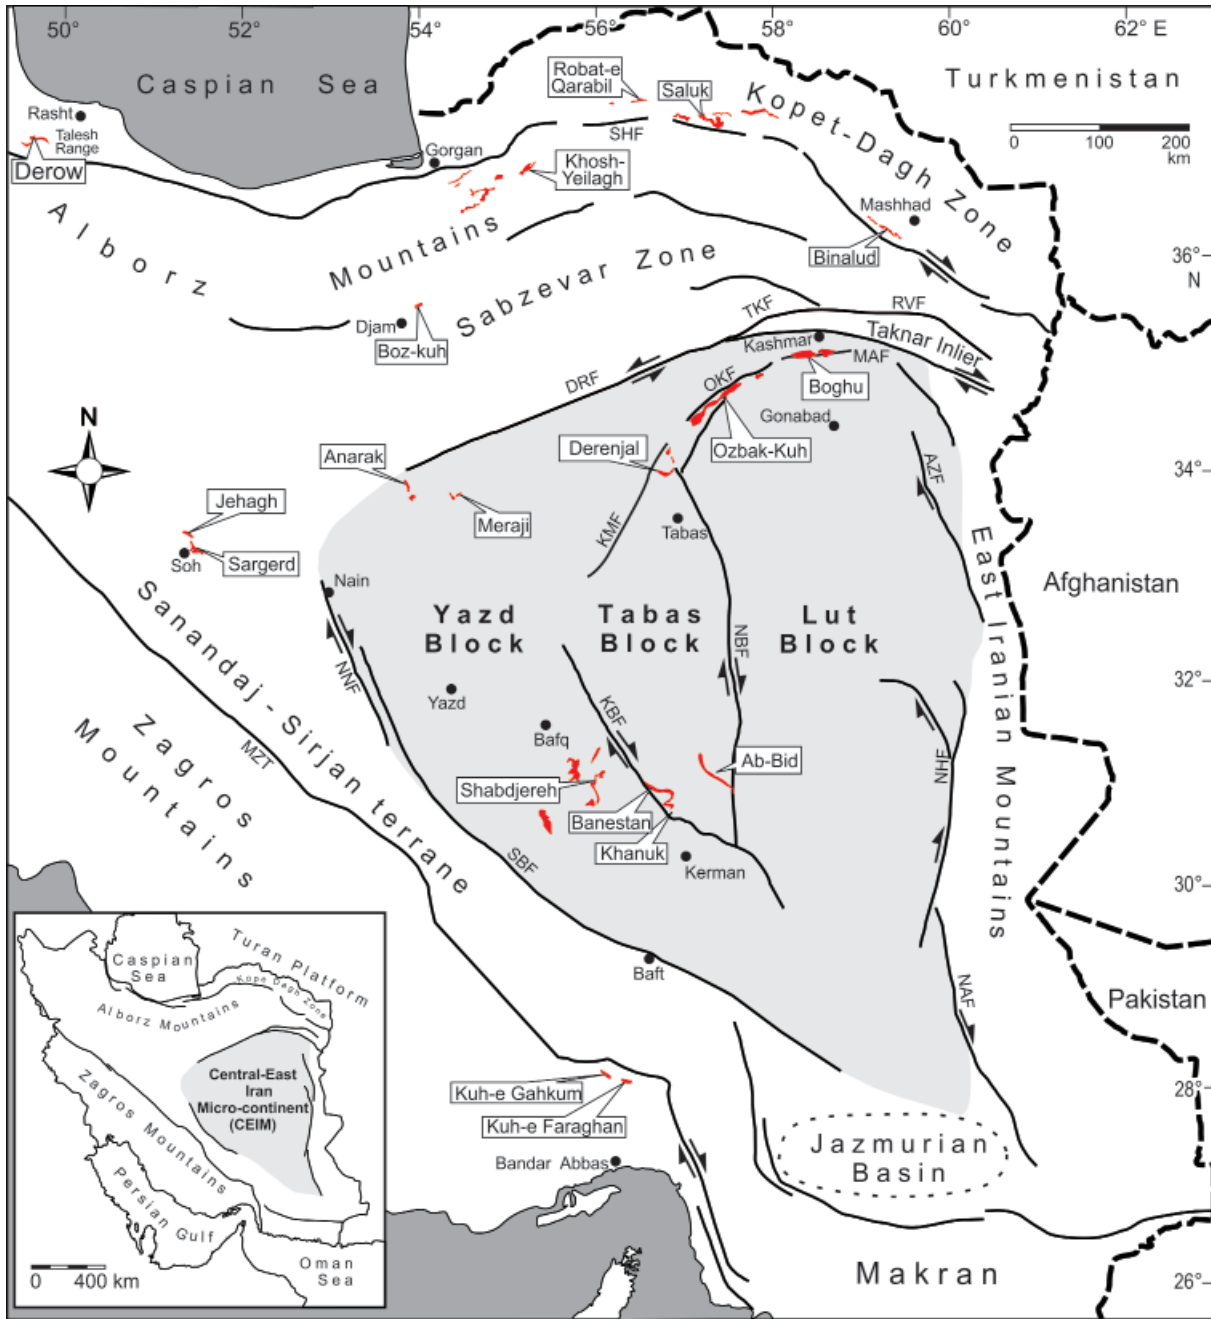 50°
52°
54°
56°
58°
60°
62° E
Caspian Sea
Turkmenistan
Robat-e
Qarabil
Saluk
Kopet-Dagh Zone
0 100 200
km
Rasht
Talesh
Range
Derow
Gorgan
SHF
Khosh-
Yeilagh
Mashhad
Binalud
36°
N
Alborz
Mountains
Sabzevar Zone
Djam
Boz-kuh
TKF
RVF
Taknar Inlier
Kashmar
MAF
DRF
OKF
Boghu
Gonabad
Ozbak-Kuh
N
Anarak
Derenjal
AZF
34°
Jehagh
Meraji
KMF
Tabas
Soh
Sargerd
Nain
East Iranian Mountains
Afghanistan
Sanandaj-Sirjan terrane
Yazd
Block
Tabas
Block
Lut
Block
NNF
NBF
Zagros
Mountains
MZT
Yazd
KBF
32°
Bafq
Ab-Bid
NHF
Shabdjereh
Banestan
Khanuk
SBF
Kerman
30°
Baft
NAF
Pakistan
Kuh-e Gahkum
28°
Kuh-e Faraghan
Bandar Abbas
Jazmurian
Basin
Makran
26°
Caspian
Sea
Turan Platform
Kope Dagh Zone
Alborz Mountains
Central-East
Iran
Micro-continent
(CEIM)
Zagros Mountains
Persian Gulf
Oman
Sea
0 400 km